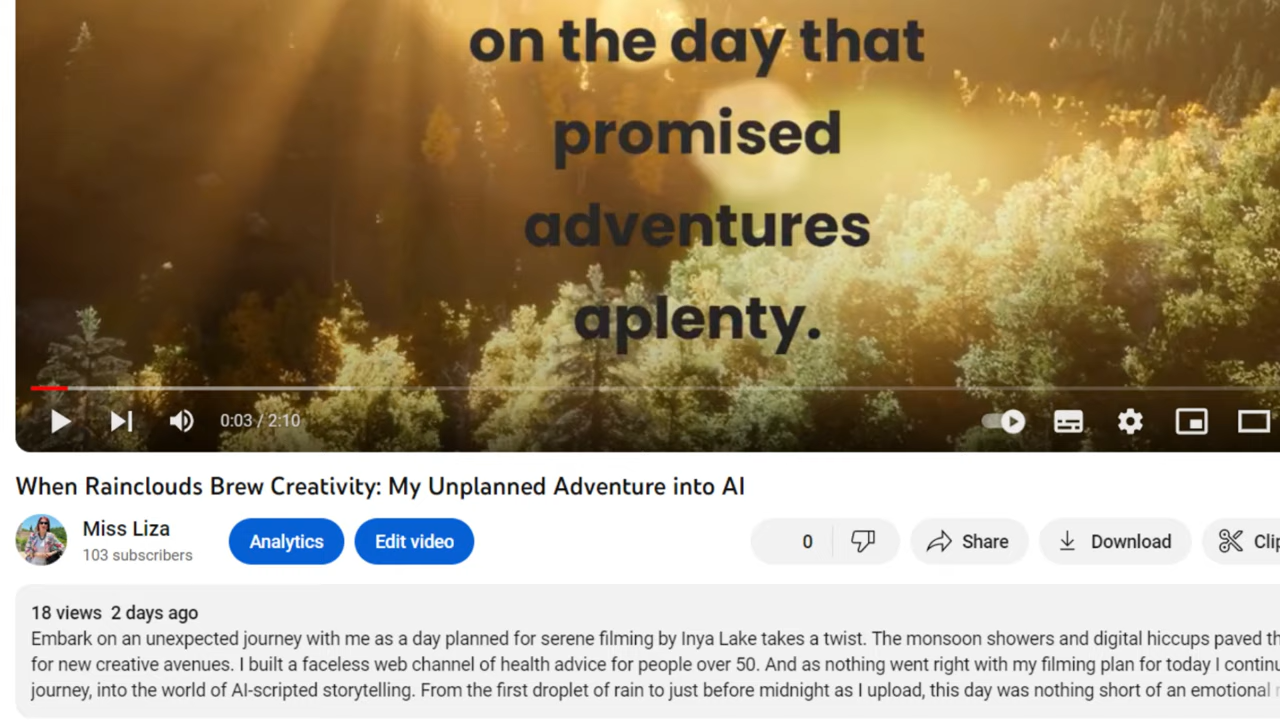 on the day that
promised
adventures
aplenty.
0:03 / 2:10
When Rainclouds Brew Creativity: My Unplanned Adventure into AI
Miss Liza
103 subscribers
Analytics
Edit video
0
Share
Download
18 views 2 days ago
Embark on an unexpected journey with me as a day planned for serene filming by Inya Lake takes a twist. The monsoon showers and digital hiccups paved
for new creative avenues. I built a faceless web channel of health advice for people over 50. And as nothing went right with my filming plan for today I
journey, into the world of AI-scripted storytelling. From the first droplet of rain to just before midnight as I upload, this day was nothing short of an emotional